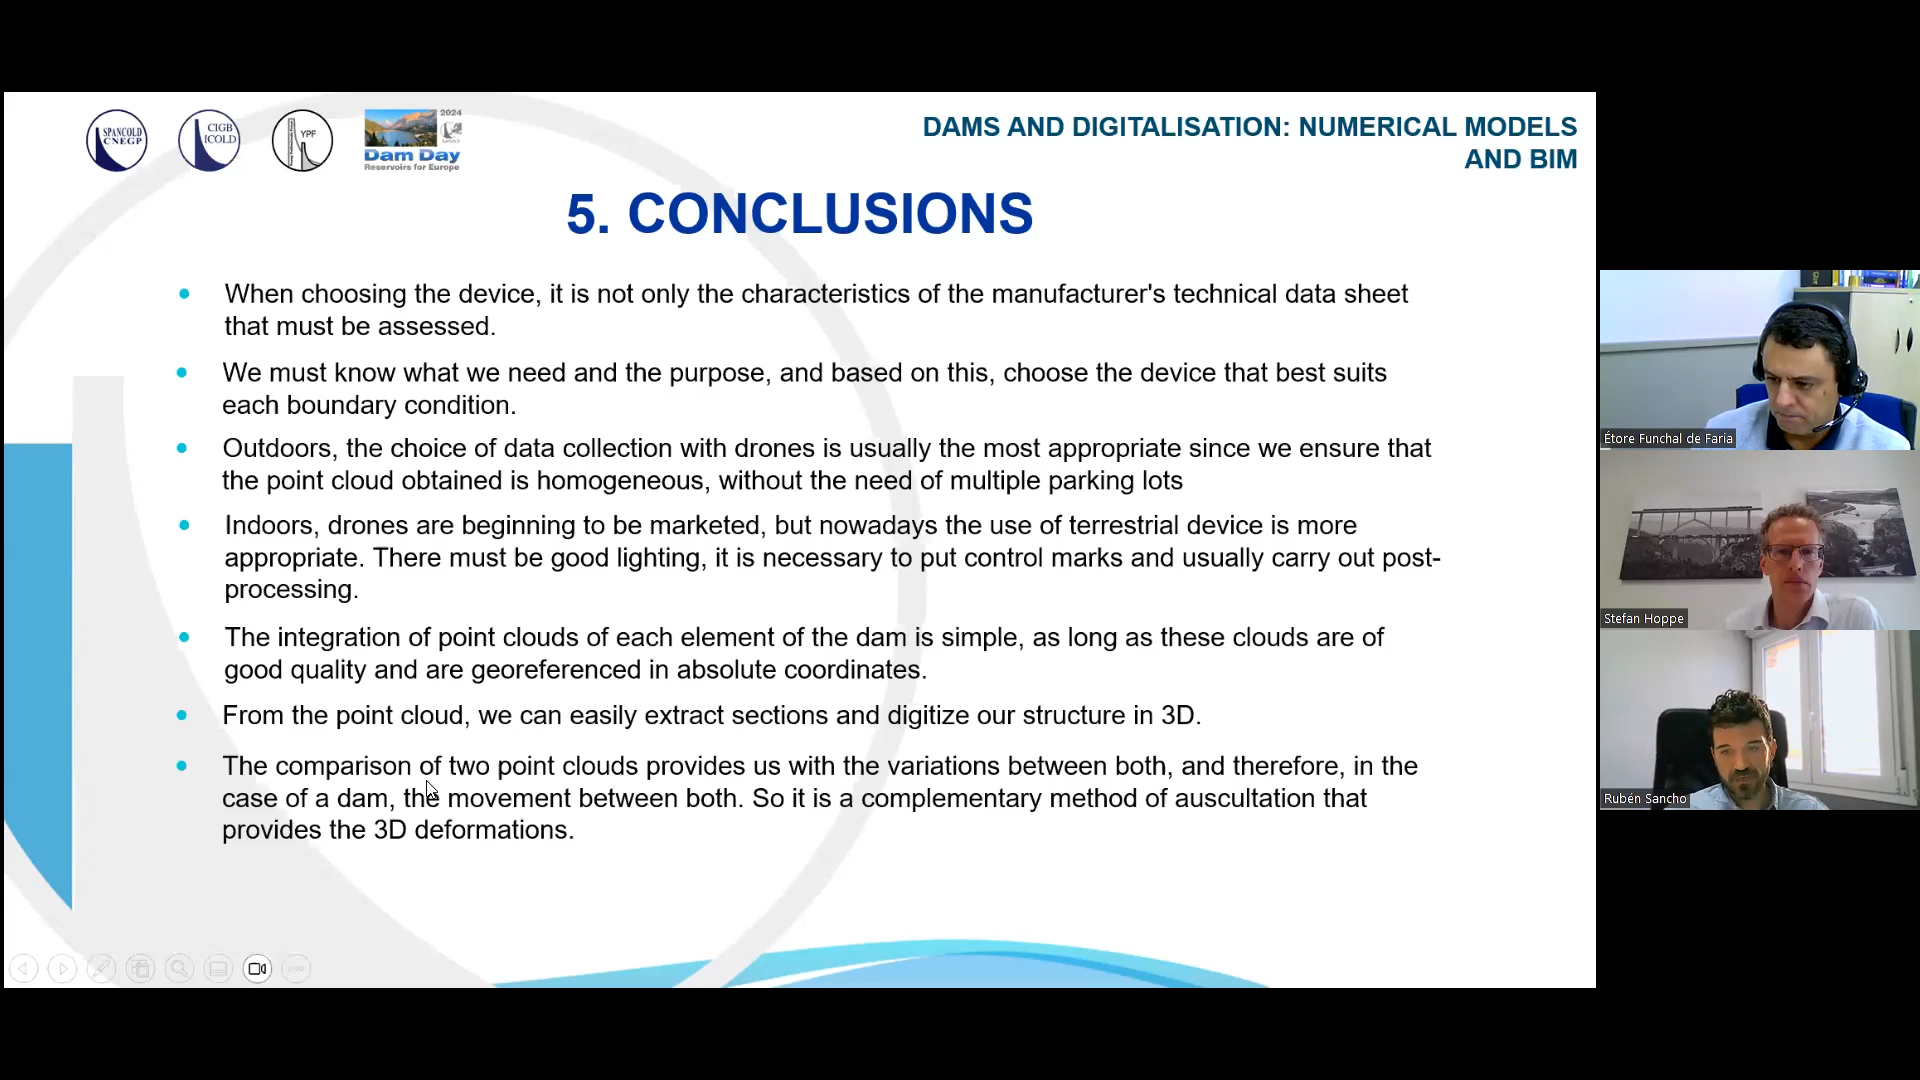 SPANCOLD
CNEGP
CIGB
ICOLD
YPF
2024
Dam Day
Reservoirs for Europe
DAMS AND DIGITALISATION: NUMERICAL MODELS
AND BIM
5. CONCLUSIONS
When choosing the device, it is not only the characteristics of the manufacturer's technical data sheet
that must be assessed.
We must know what we need and the purpose, and based on this, choose the device that best suits
each boundary condition.
Outdoors, the choice of data collection with drones is usually the most appropriate since we ensure that
the point cloud obtained is homogeneous, without the need of multiple parking lots
Indoors, drones are beginning to be marketed, but nowadays the use of terrestrial device is more
appropriate. There must be good lighting, it is necessary to put control marks and usually carry out post-
processing.
The integration of point clouds of each element of the dam is simple, as long as these clouds are of
good quality and are georeferenced in absolute coordinates.
From the point cloud, we can easily extract sections and digitize our structure in 3D.
The comparison of two point clouds provides us with the variations between both, and therefore, in the
case of a dam, the movement between both. So it is a complementary method of auscultation that
provides the 3D deformations.
Étore Funchal de Faria
Stefan Hoppe
Rubén Sancho